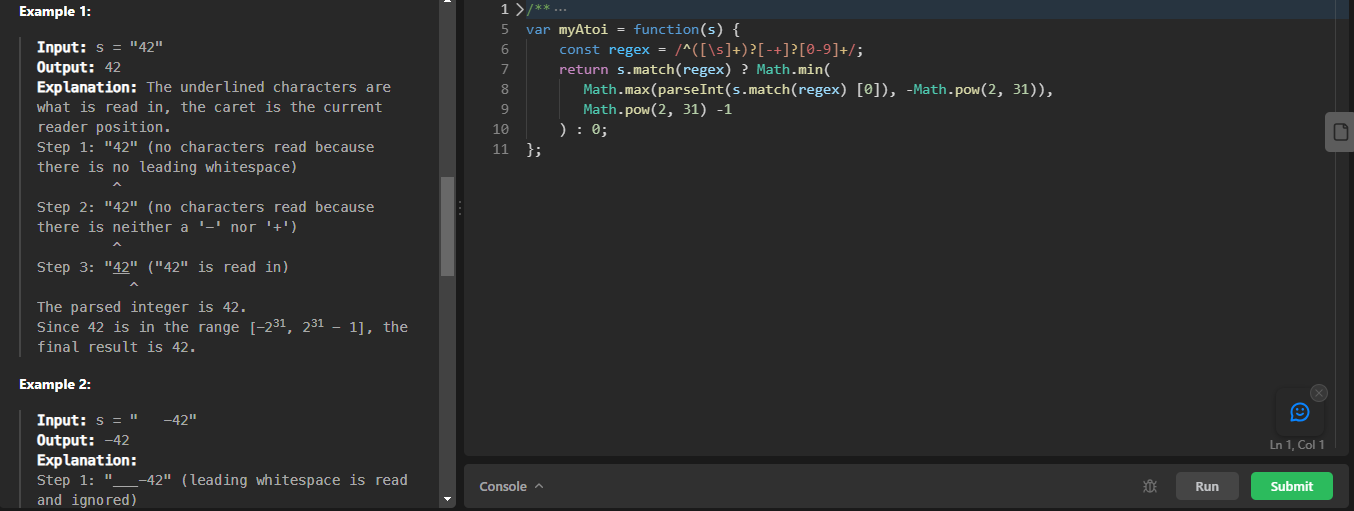 Example 1:
Input: s = "42"
Output: 42
Explanation: The underlined characters are
what is read in, the caret is the current
reader position.
Step 1: "42" (no characters read because
there is no leading whitespace)
^
Step 2: "42" (no characters read because
there is neither a '-' nor '+')
^
Step 3: "42" ("42" is read in)
^
The parsed integer is 42.
Since 42 is in the range [-2³¹, 2³¹ - 1], the
final result is 42.
Example 2:
Input: s = "   -42"
Output: -42
Explanation:
Step 1: "___-42" (leading whitespace is read
and ignored)
1 /** ···
5 var myAtoi = function(s) {
6     const regex = /^([\s]+)?[-+]?[0-9]+/;
7     return s.match(regex) ? Math.min(
8        Math.max(parseInt(s.match(regex) [0]), -Math.pow(2, 31)),
9        Math.pow(2, 31) -1
10     ) : 0;
11 };
Ln 1, Col 1
Console
Run
Submit